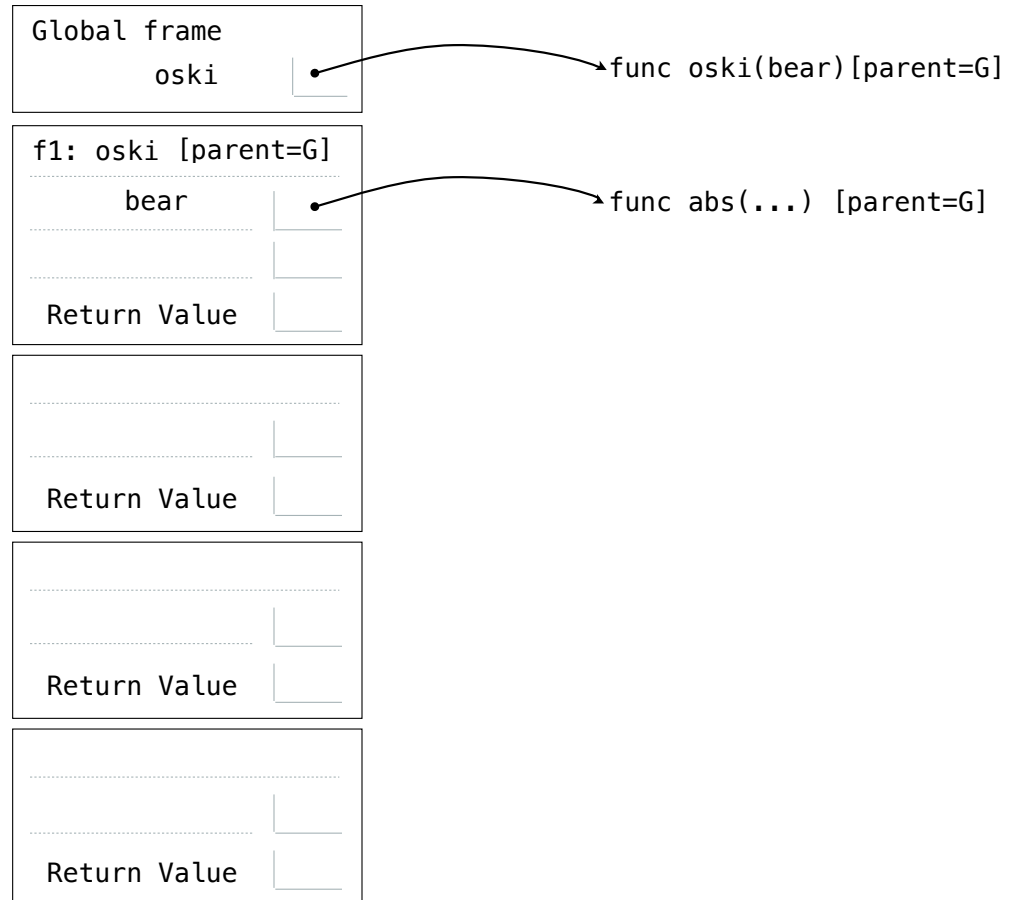 Global frame
oski
func oski(bear)[parent=G]
f1: oski [parent=G]
bear
func abs(...) [parent=G]
Return Value
Return Value
Return Value
Return Value